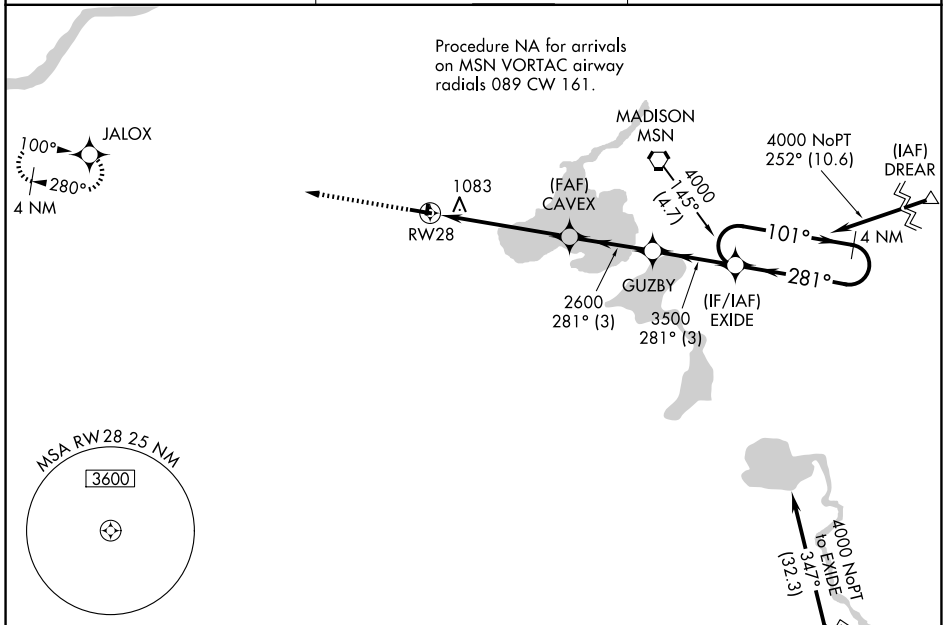 Procedure NA for arrivals
on MSN VORTAC airway
radials 089 CW 161.
JALOX
100°
280°
4 NM
MADISON
MSN
4000
145°
(4.7)
4000 NoPT
252° (10.6)
(IAF)
DREAR
1083
RW28
(FAF)
CAVEX
101°
4 NM
281°
GUZBY
(IF/IAF)
EXIDE
2600
281° (3)
3500
281° (3)
MSA RW 28 25 NM
3600
4000 NoPT
to EXIDE
347°
(32.3)